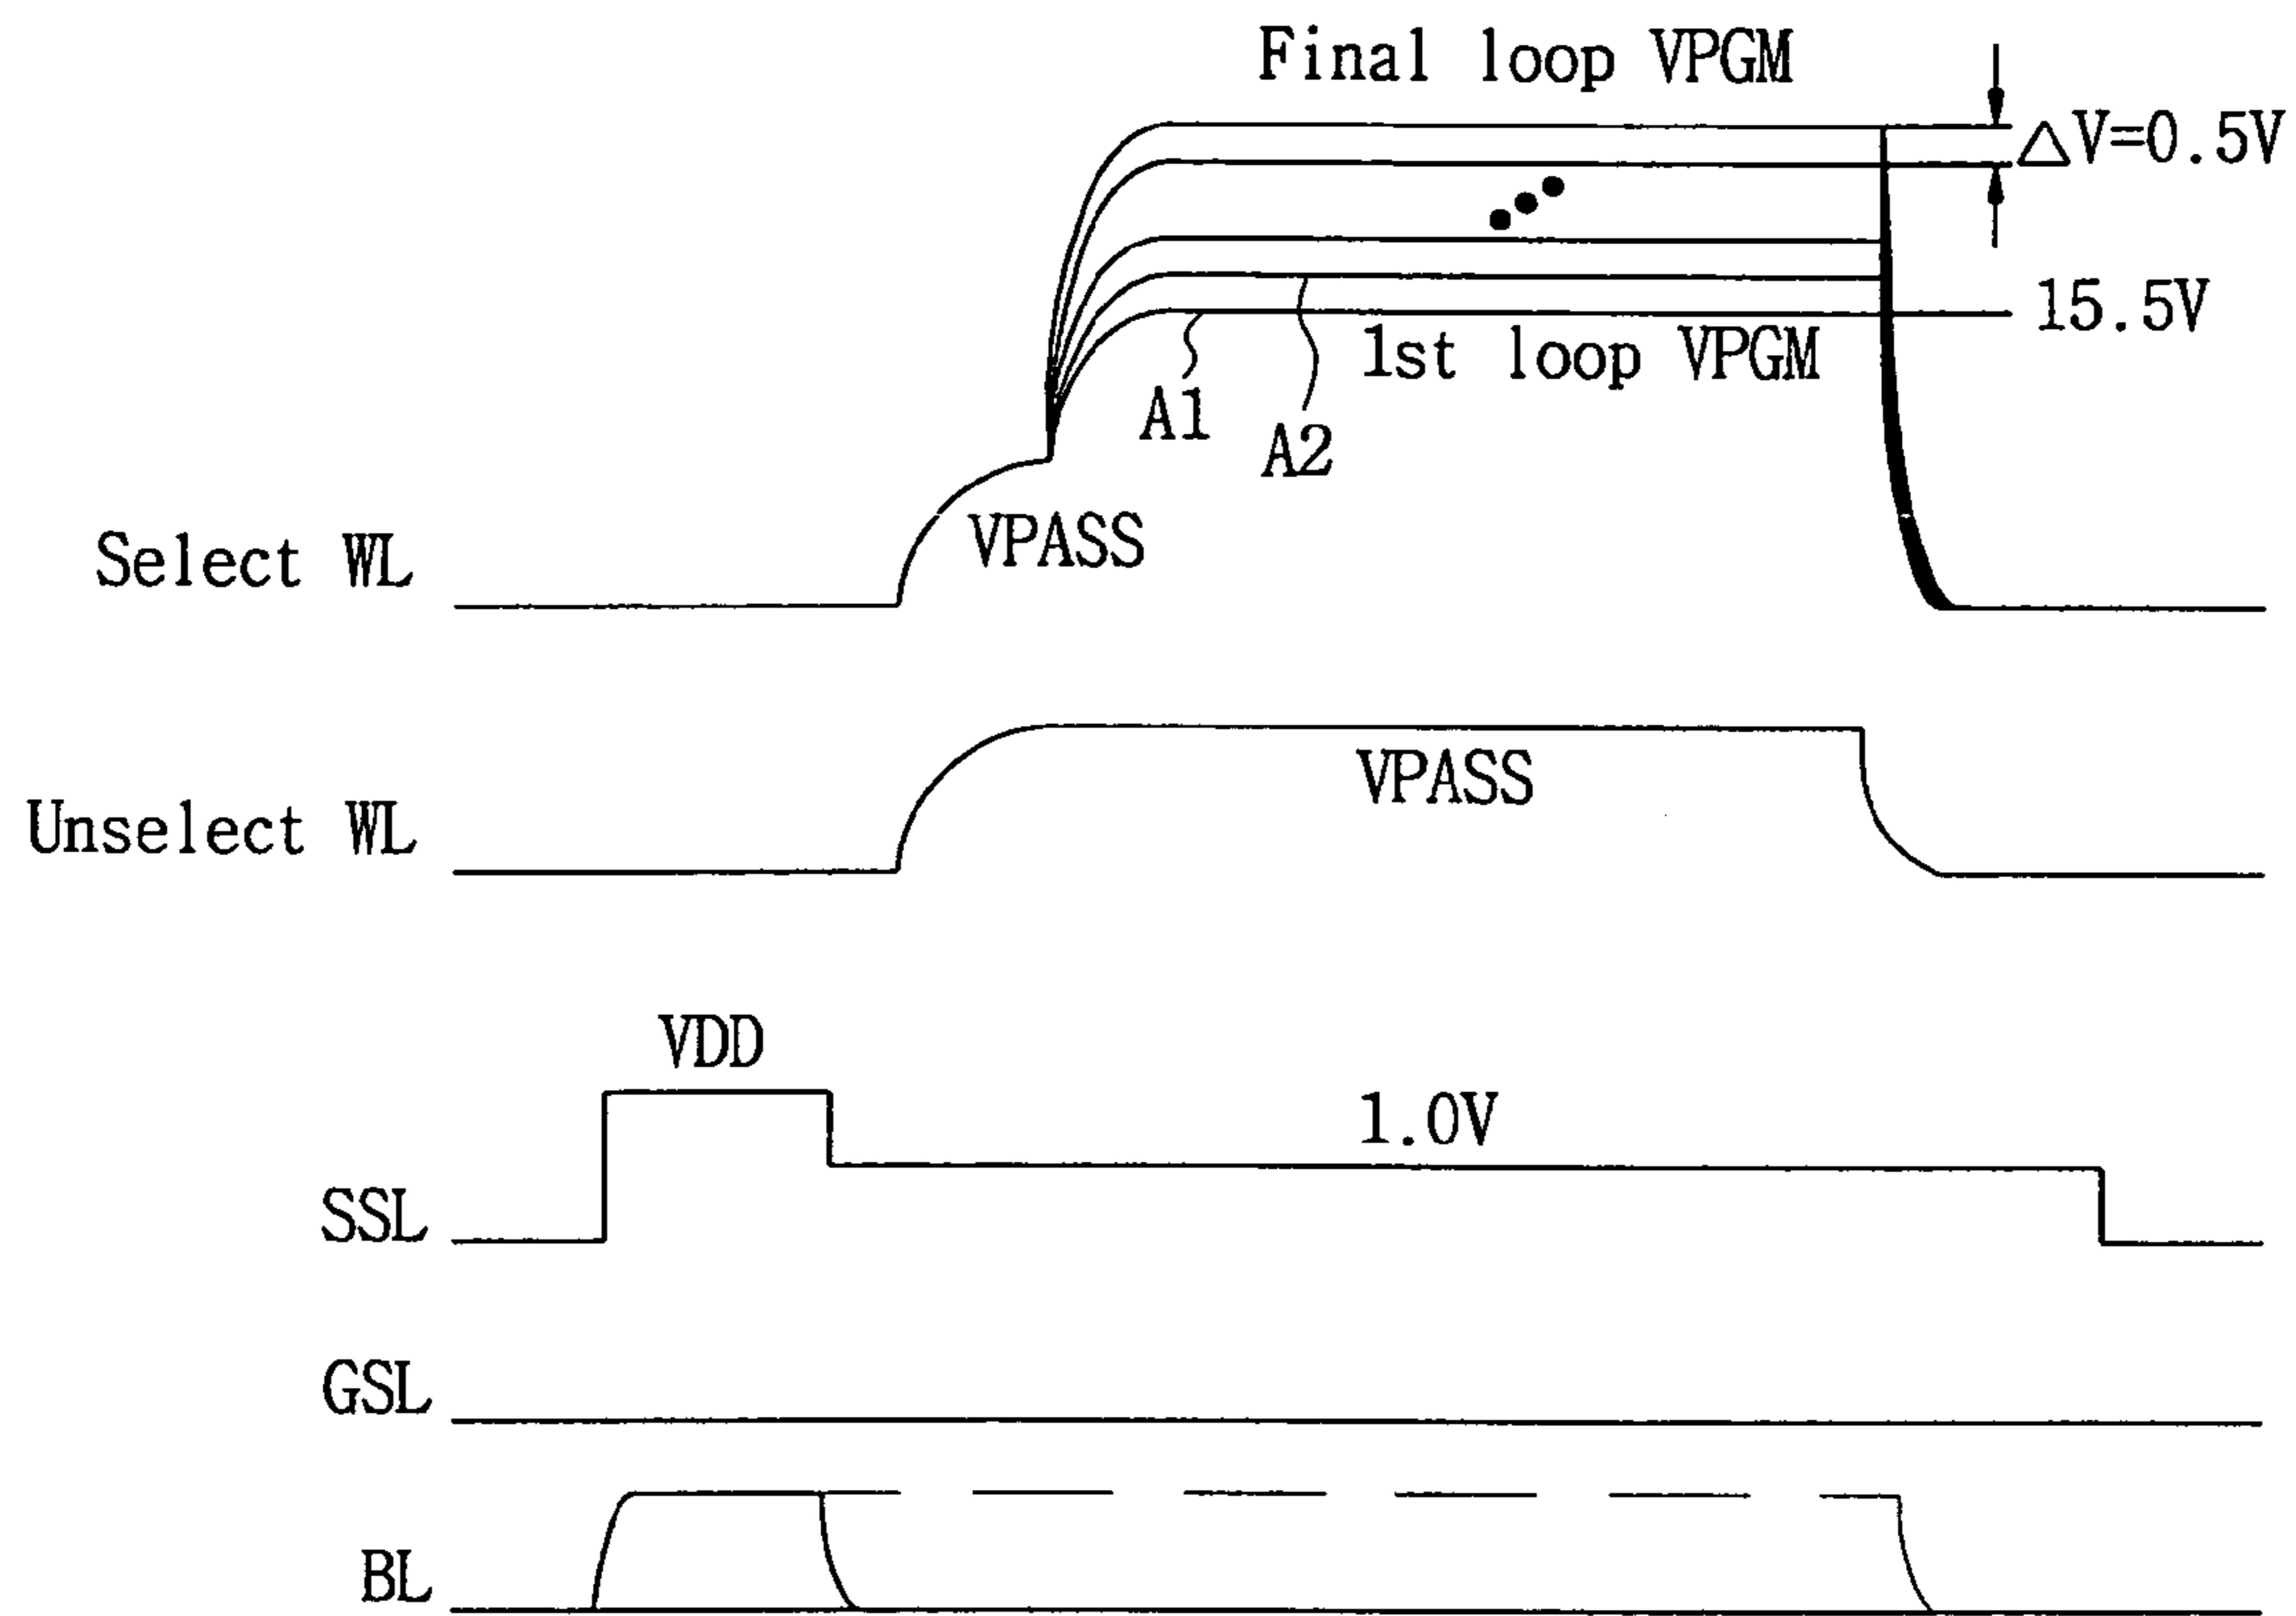 Final loop VPGM
△V=0.5V
15.5V
1st loop VPGM
A1
A2
VPASS
Select WL
VPASS
Unselect WL
VDD
1.0V
SSL
GSL
BL